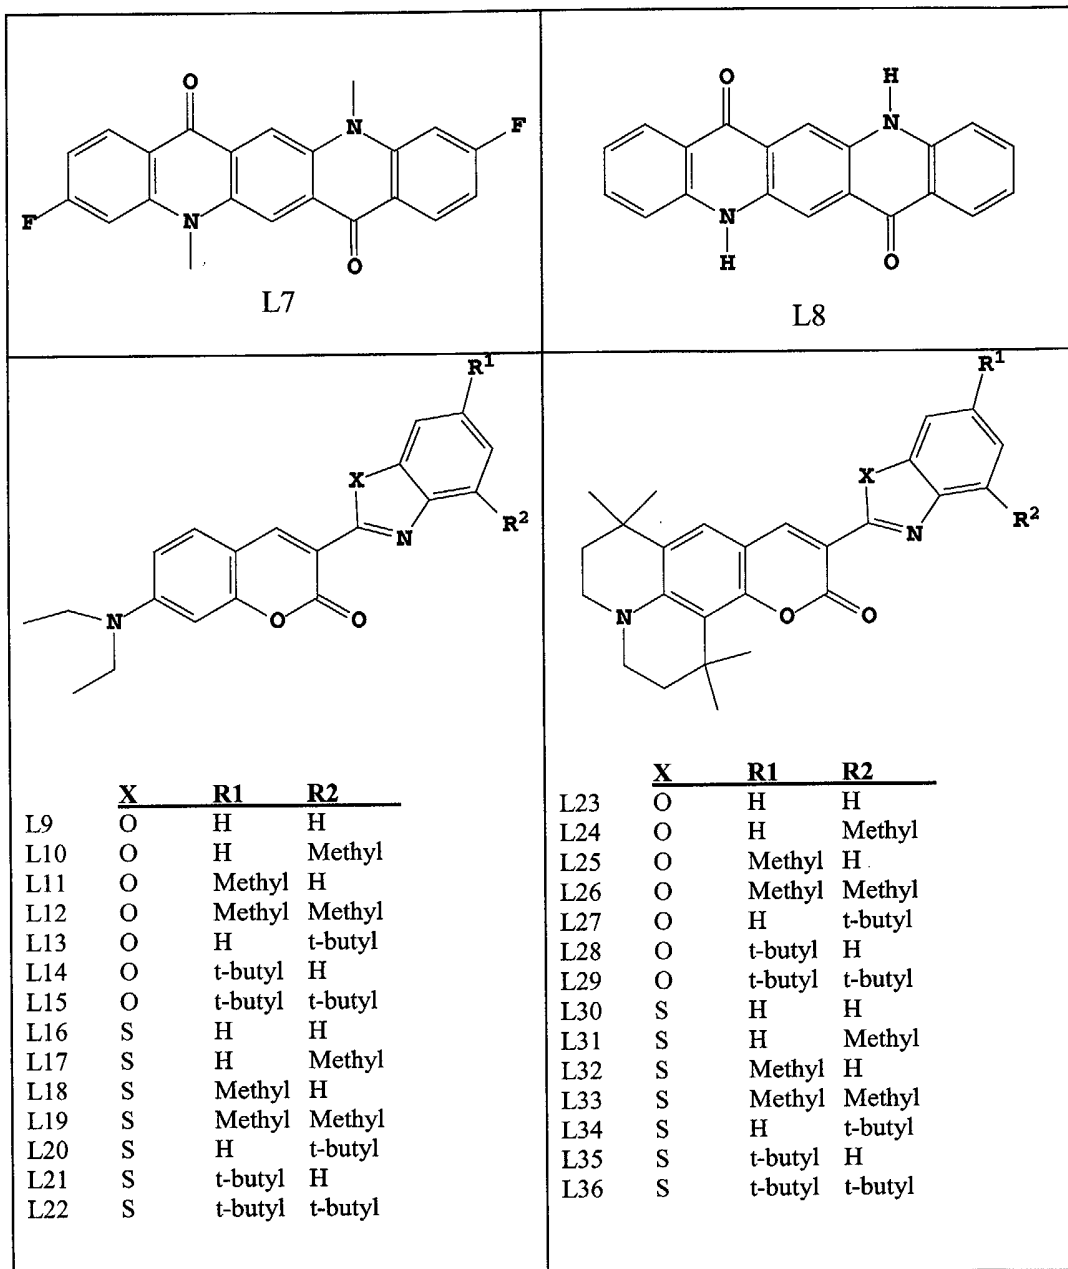 O
N
F
F
N
O
L7
O
H
N
N
H
O
L8
R¹
X
R²
N
N
O
O
R¹
X
R²
N
N
O
O
X R1 R2
L9 O H H
L10 O H Methyl
L11 O Methyl H
L12 O Methyl Methyl
L13 O H t-butyl
L14 O t-butyl H
L15 O t-butyl t-butyl
L16 S H H
L17 S H Methyl
L18 S Methyl H
L19 S Methyl Methyl
L20 S H t-butyl
L21 S t-butyl H
L22 S t-butyl t-butyl
X R1 R2
L23 O H H
L24 O H Methyl
L25 O Methyl H
L26 O Methyl Methyl
L27 O H t-butyl
L28 O t-butyl H
L29 O t-butyl t-butyl
L30 S H H
L31 S H Methyl
L32 S Methyl H
L33 S Methyl Methyl
L34 S H t-butyl
L35 S t-butyl H
L36 S t-butyl t-butyl